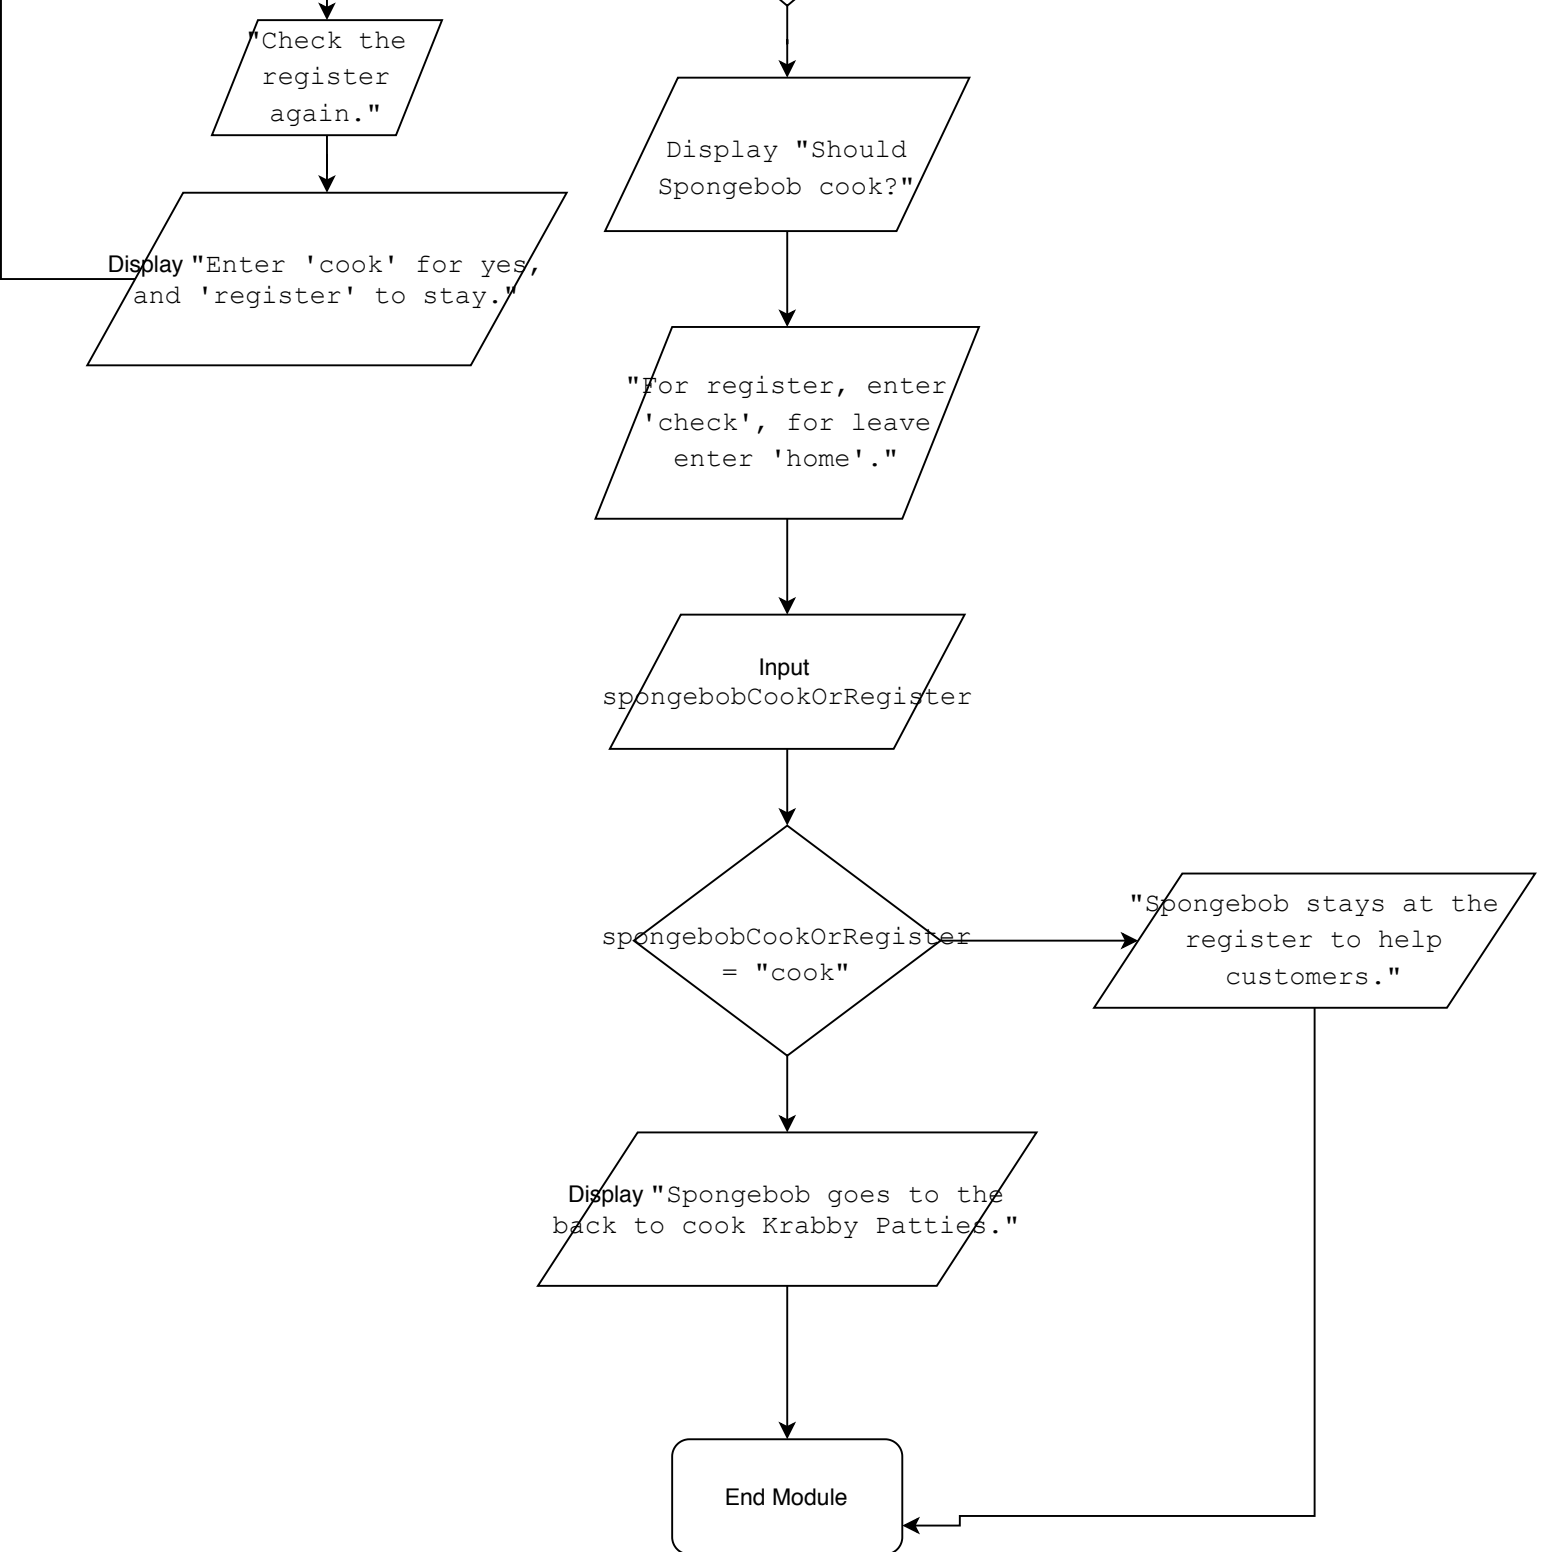 "Check the
register
again."
Display "Enter 'cook' for yes,
and 'register' to stay."
Display "Should
Spongebob cook?"
"For register, enter
'check', for leave
enter 'home'."
Input
spongebobCookOrRegister
spongebobCookOrRegister
= "cook"
"Spongebob stays at the
register to help
customers."
Display "Spongebob goes to the
back to cook Krabby Patties."
End Module